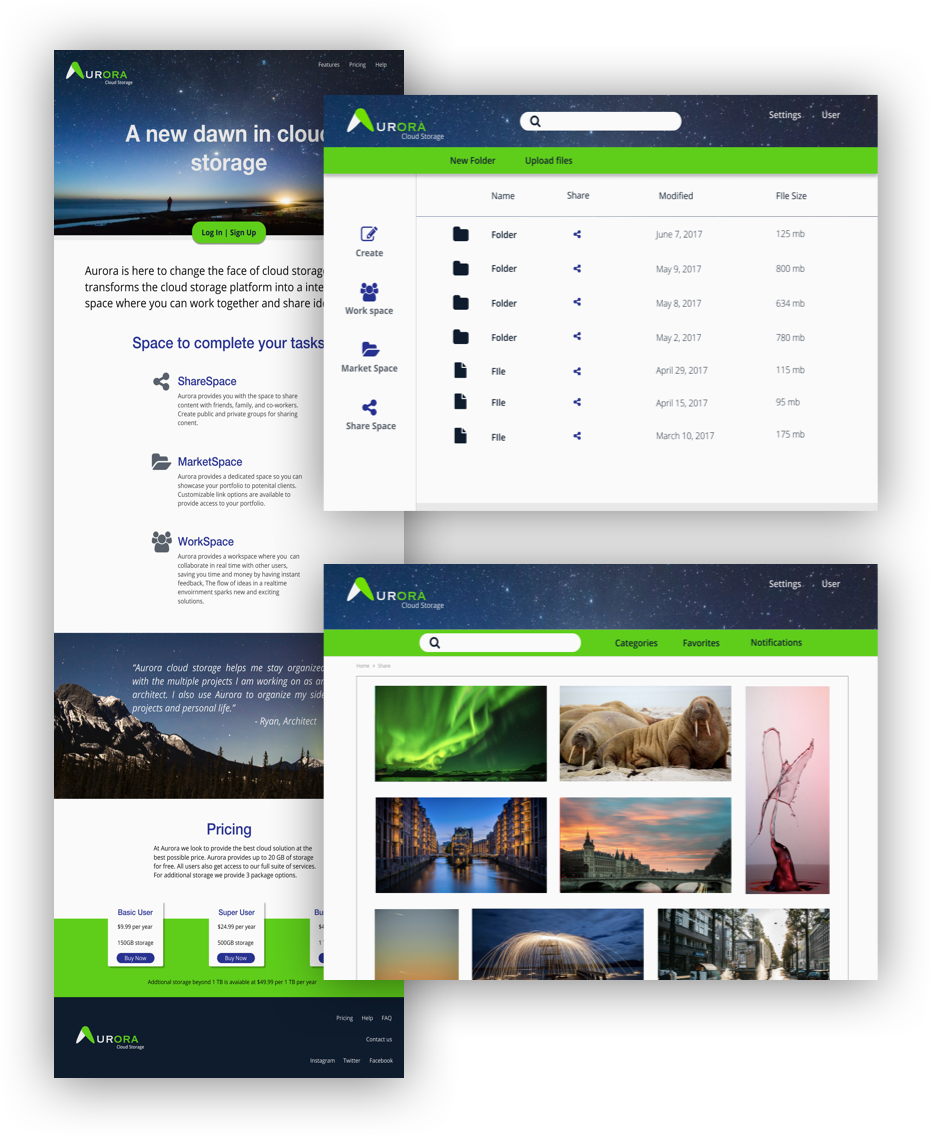 AURORA
Cloud Storage
Features Pricing Help
A new dawn in clou
storage
Log In | Sign Up
Aurora is here to change the face of cloud storag
transforms the cloud storage platform into a inte
space where you can work together and share id
Space to complete your tasks
ShareSpace
Aurora provides you with the space to share
content with friends, family, and co-workers.
Create public and private groups for sharing
conent.
MarketSpace
Aurora provides a dedicated space so you can
showcase your portfolio to potenital clients.
Customizable link options are available to
provide access to your portfolio.
WorkSpace
Aurora provides a workspace where you can
collaborate in real time with other users,
saving you time and money by having instant
feedback, The flow of ideas in a realtime
envoirnment sparks new and exciting
solutions.
"Aurora cloud storage helps me stay organized
with the multiple projects I am working on as an
architect. I also use Aurora to organize my side
projects and personal life."
- Ryan, Architect
Pricing
At Aurora we look to provide the best cloud solution at the
best possible price. Aurora provides up to 20 GB of storage
for free. All users also get access to our full suite of services.
For additional storage we provide 3 package options.
Basic User
$9.99 per year
150GB storage
Buy Now
Super User
$24.99 per year
500GB storage
Buy Now
Bu
$4
1
Addtional storage beyond 1 TB is avaiable at $49.99 per 1 TB per year
AURORA
Cloud Storage
Pricing Help FAQ
Contact us
Instagram Twitter Facebook
AURORA
Cloud Storage
Settings User
New Folder Upload files
Create
Work space
Market Space
Share Space
Name Share Modified FIle Size
Folder June 7, 2017 125 mb
Folder May 9, 2017 800 mb
Folder May 8, 2017 634 mb
Folder May 2, 2017 780 mb
FIle April 29, 2017 115 mb
FIle April 15, 2017 95 mb
FIle March 10, 2017 175 mb
AURORA
Cloud Storage
Settings User
Categories Favorites Notifications
Home > Share